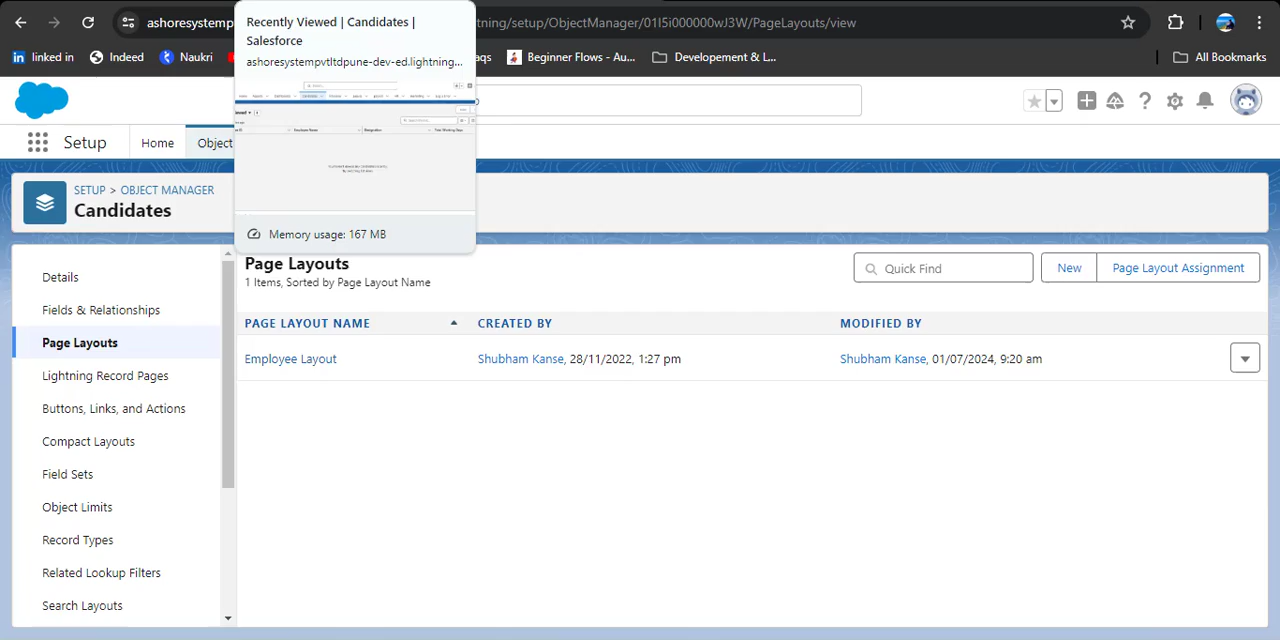 Recently Viewed | Candidates |
Salesforce
ashoresystempvtltdpune-dev-ed.lightning...
ashoresystemp
tning/setup/ObjectManager/01I5i000000wJ3W/PageLayouts/view
linked in
Indeed
Naukri
aqs
Beginner Flows - Au...
Developement & L...
All Bookmarks
Setup
Home
Object
SETUP > OBJECT MANAGER
Candidates
Memory usage: 167 MB
Details
Fields & Relationships
Page Layouts
Lightning Record Pages
Buttons, Links, and Actions
Compact Layouts
Field Sets
Object Limits
Record Types
Related Lookup Filters
Search Layouts
Page Layouts
1 Items, Sorted by Page Layout Name
Quick Find
New
Page Layout Assignment
PAGE LAYOUT NAME
CREATED BY
MODIFIED BY
Employee Layout
Shubham Kanse, 28/11/2022, 1:27 pm
Shubham Kanse, 01/07/2024, 9:20 am